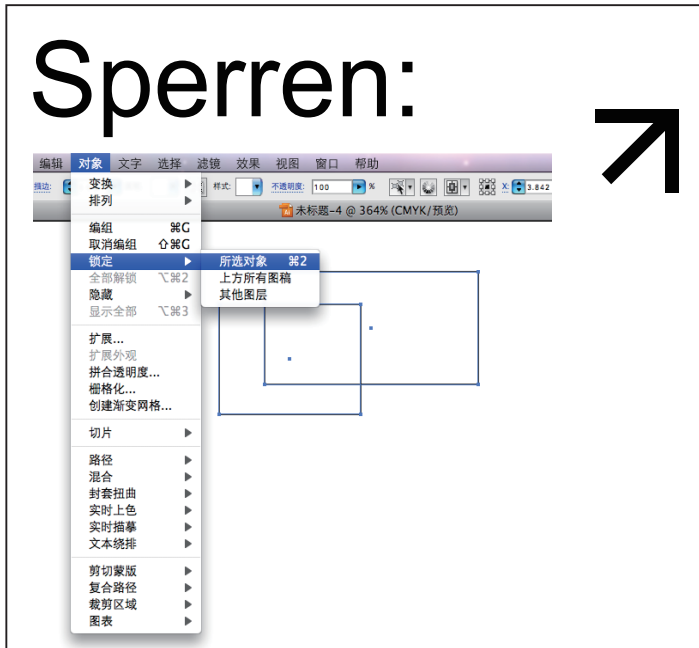 Sperren:
编辑 对象 文字 选择 滤镜 效果 视图 窗口 帮助
描边: 样式: 不透明度: 100 % X: 3.842
未标题-4 @ 364% (CMYK/预览)
变换
排列
编组 ⌘G
取消编组 ⇧⌘G
锁定
所选对象 ⌘2
上方所有图稿
其他图层
全部解锁 ⌥⌘2
隐藏
显示全部 ⌥⌘3
扩展...
扩展外观
拼合透明度...
栅格化...
创建渐变网格...
切片
路径
混合
封套扭曲
实时上色
实时描摹
文本绕排
剪切蒙版
复合路径
裁剪区域
图表